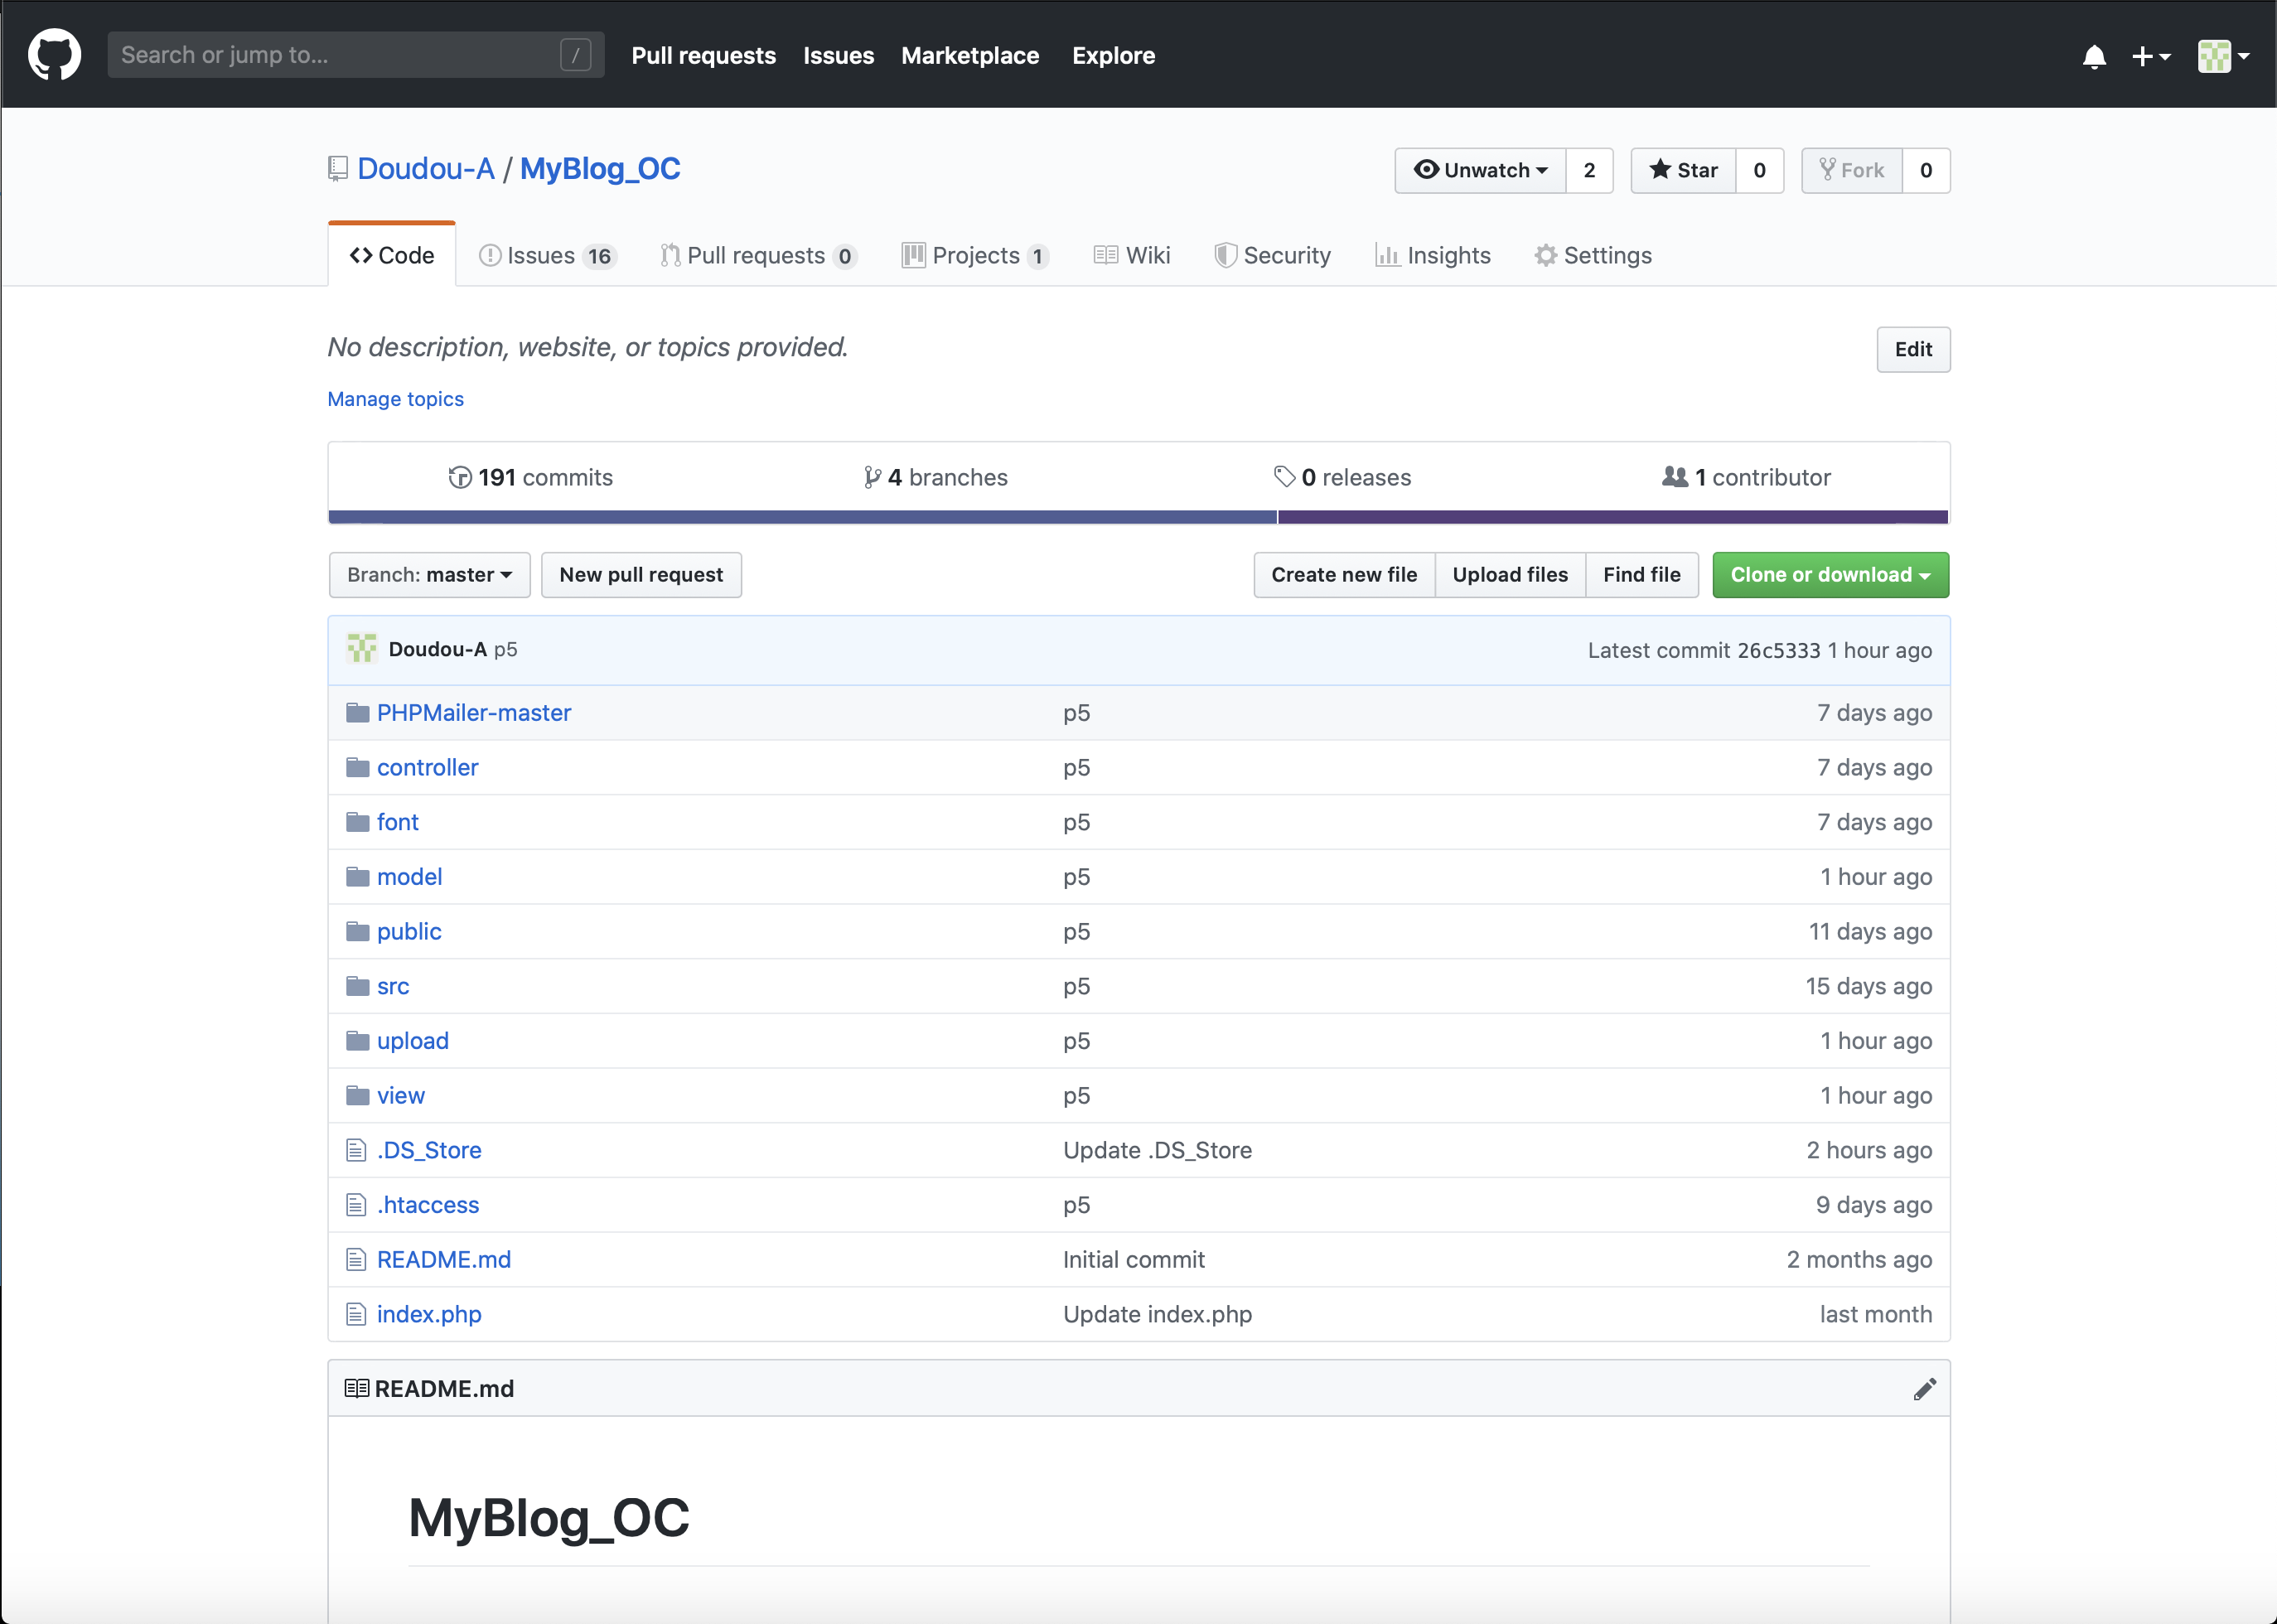 Search or jump to... /
Pull requests Issues Marketplace Explore
Doudou-A / MyBlog_OC
Unwatch 2 Star 0 Fork 0
Code Issues 16 Pull requests 0 Projects 1 Wiki Security Insights Settings
No description, website, or topics provided.
Edit
Manage topics
191 commits 4 branches 0 releases 1 contributor
Branch: master New pull request Create new file Upload files Find file Clone or download
Doudou-A p5 Latest commit 26c5333 1 hour ago
PHPMailer-master p5 7 days ago
controller p5 7 days ago
font p5 7 days ago
model p5 1 hour ago
public p5 11 days ago
src p5 15 days ago
upload p5 1 hour ago
view p5 1 hour ago
.DS_Store Update .DS_Store 2 hours ago
.htaccess p5 9 days ago
README.md Initial commit 2 months ago
index.php Update index.php last month
README.md
MyBlog_OC